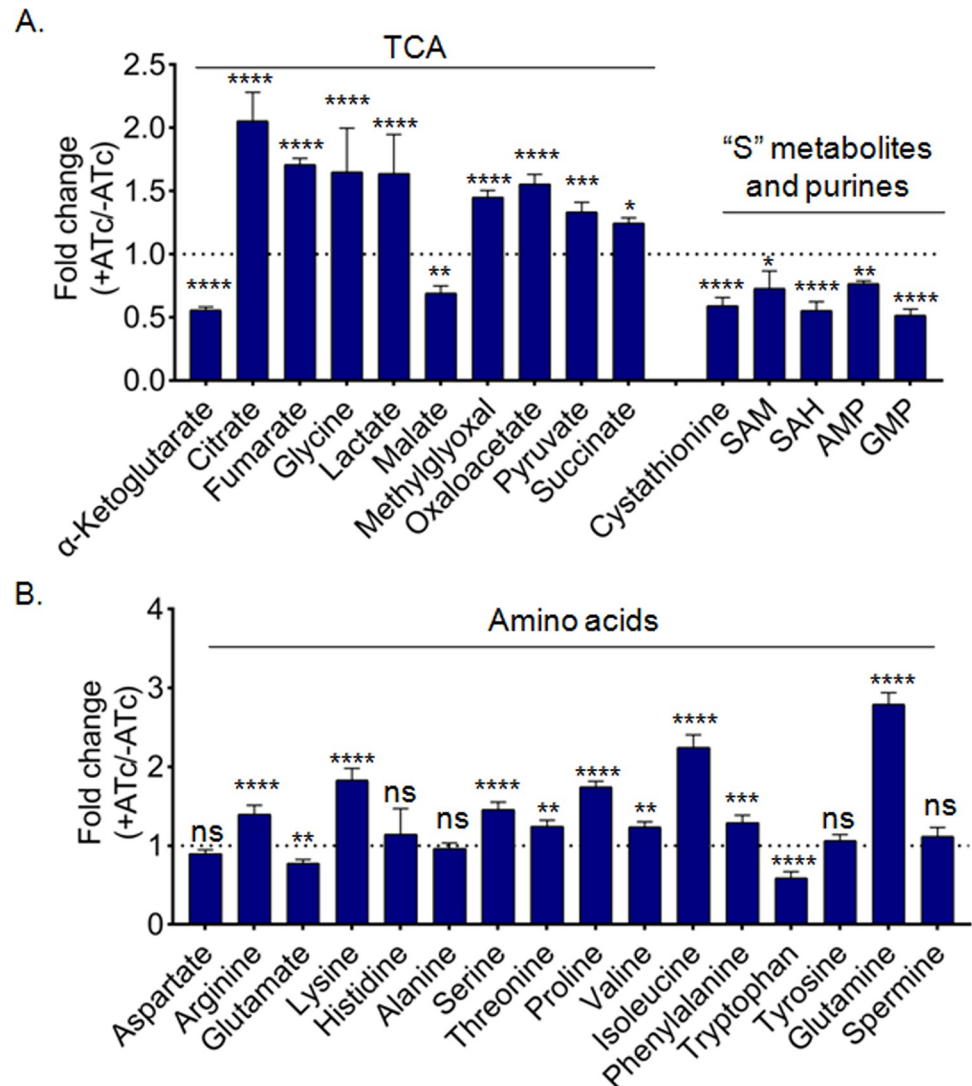 A.
TCA
“S” metabolites
and purines
Fold change
(+ATc/-ATc)
2.5
2.0
1.5
1.0
0.5
0.0
****
****
****
****
****
**
****
****
***
*
****
*
****
**
****
α-Ketoglutarate
Citrate
Fumarate
Glycine
Lactate
Malate
Methylglyoxal
Oxaloacetate
Pyruvate
Succinate
Cystathionine
SAM
SAH
AMP
GMP
B.
Amino acids
Fold change
(+ATc/-ATc)
4
3
2
1
0
ns
****
**
****
ns
ns
****
**
****
**
****
***
****
ns
****
ns
Aspartate
Arginine
Glutamate
Lysine
Histidine
Alanine
Serine
Threonine
Proline
Valine
Isoleucine
Phenylalanine
Tryptophan
Tyrosine
Glutamine
Spermine